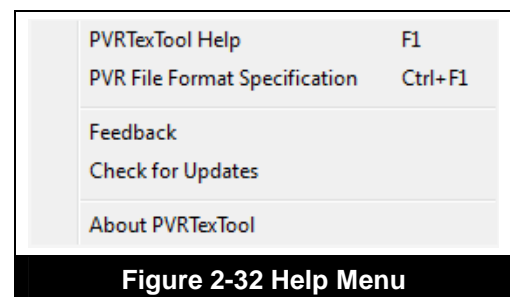 PVRTexTool Help F1
PVR File Format Specification Ctrl+F1
Feedback
Check for Updates
About PVRTexTool
Figure 2-32 Help Menu